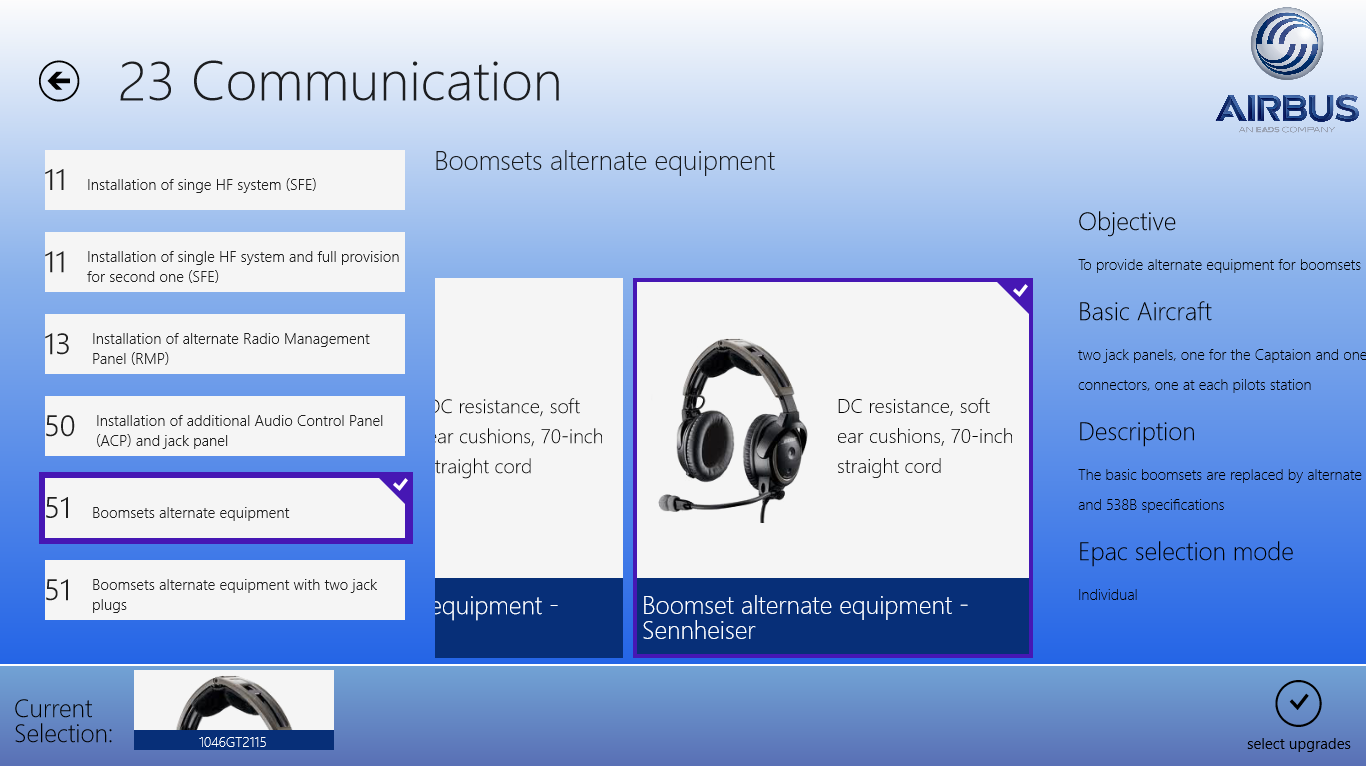 23 Communication
AIRBUS
AN EADS COMPANY
11 Installation of singe HF system (SFE)
11 Installation of single HF system and full provision
for second one (SFE)
13 Installation of alternate Radio Management
Panel (RMP)
50 Installation of additional Audio Control Panel
(ACP) and jack panel
51 Boomsets alternate equipment
51 Boomsets alternate equipment with two jack
plugs
Boomsets alternate equipment
DC resistance, soft
ear cushions, 70-inch
traight cord
equipment -
DC resistance, soft
ear cushions, 70-inch
straight cord
Boomset alternate equipment -
Sennheiser
Objective
To provide alternate equipment for boomsets
Basic Aircraft
two jack panels, one for the Captaion and one
connectors, one at each pilots station
Description
The basic boomsets are replaced by alternate
and 538B specifications
Epac selection mode
Individual
Current
Selection:
1046GT2115
select upgrades